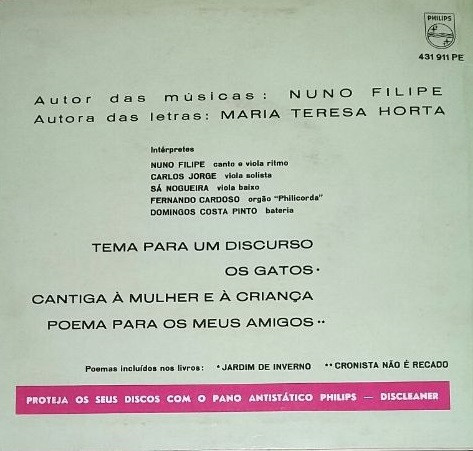 PHILIPS
431 911 PE
Autor das músicas: NUNO FILIPE
Autora das letras: MARIA TERESA HORTA
Intérpretes
NUNO FILIPE canto e viola ritmo
CARLOS JORGE viola solista
SÁ NOGUEIRA viola baixo
FERNANDO CARDOSO orgão "Philicorda"
DOMINGOS COSTA PINTO bateria
TEMA PARA UM DISCURSO
OS GATOS*
CANTIGA À MULHER E À CRIANÇA
POEMA PARA OS MEUS AMIGOS**
Poemas incluídos nos livros: *JARDIM DE INVERNO **CRONISTA NÃO É RECADO
PROTEJA OS SEUS DISCOS COM O PANO ANTISTÁTICO PHILIPS — DISCLEANER